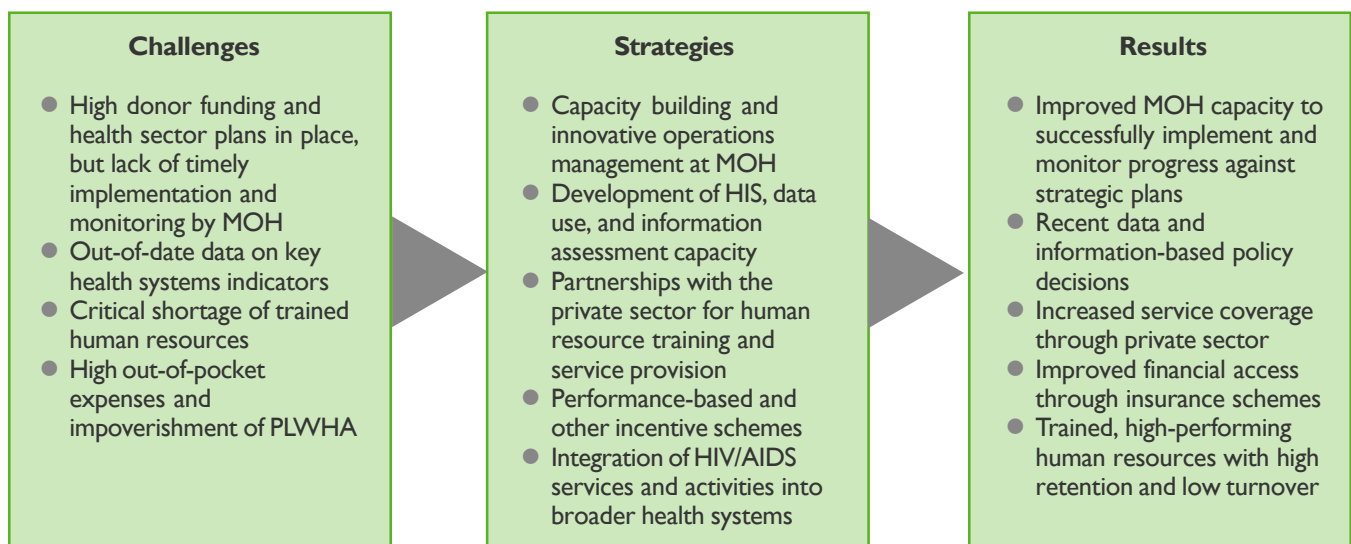 Challenges
● High donor funding and
health sector plans in place,
but lack of timely
implementation and
monitoring by MOH
● Out-of-date data on key
health systems indicators
● Critical shortage of trained
human resources
● High out-of-pocket
expenses and
impoverishment of PLWHA
Strategies
● Capacity building and
innovative operations
management at MOH
● Development of HIS, data
use, and information
assessment capacity
● Partnerships with the
private sector for human
resource training and
service provision
● Performance-based and
other incentive schemes
● Integration of HIV/AIDS
services and activities into
broader health systems
Results
● Improved MOH capacity to
successfully implement and
monitor progress against
strategic plans
● Recent data and
information-based policy
decisions
● Increased service coverage
through private sector
● Improved financial access
through insurance schemes
● Trained, high-performing
human resources with high
retention and low turnover